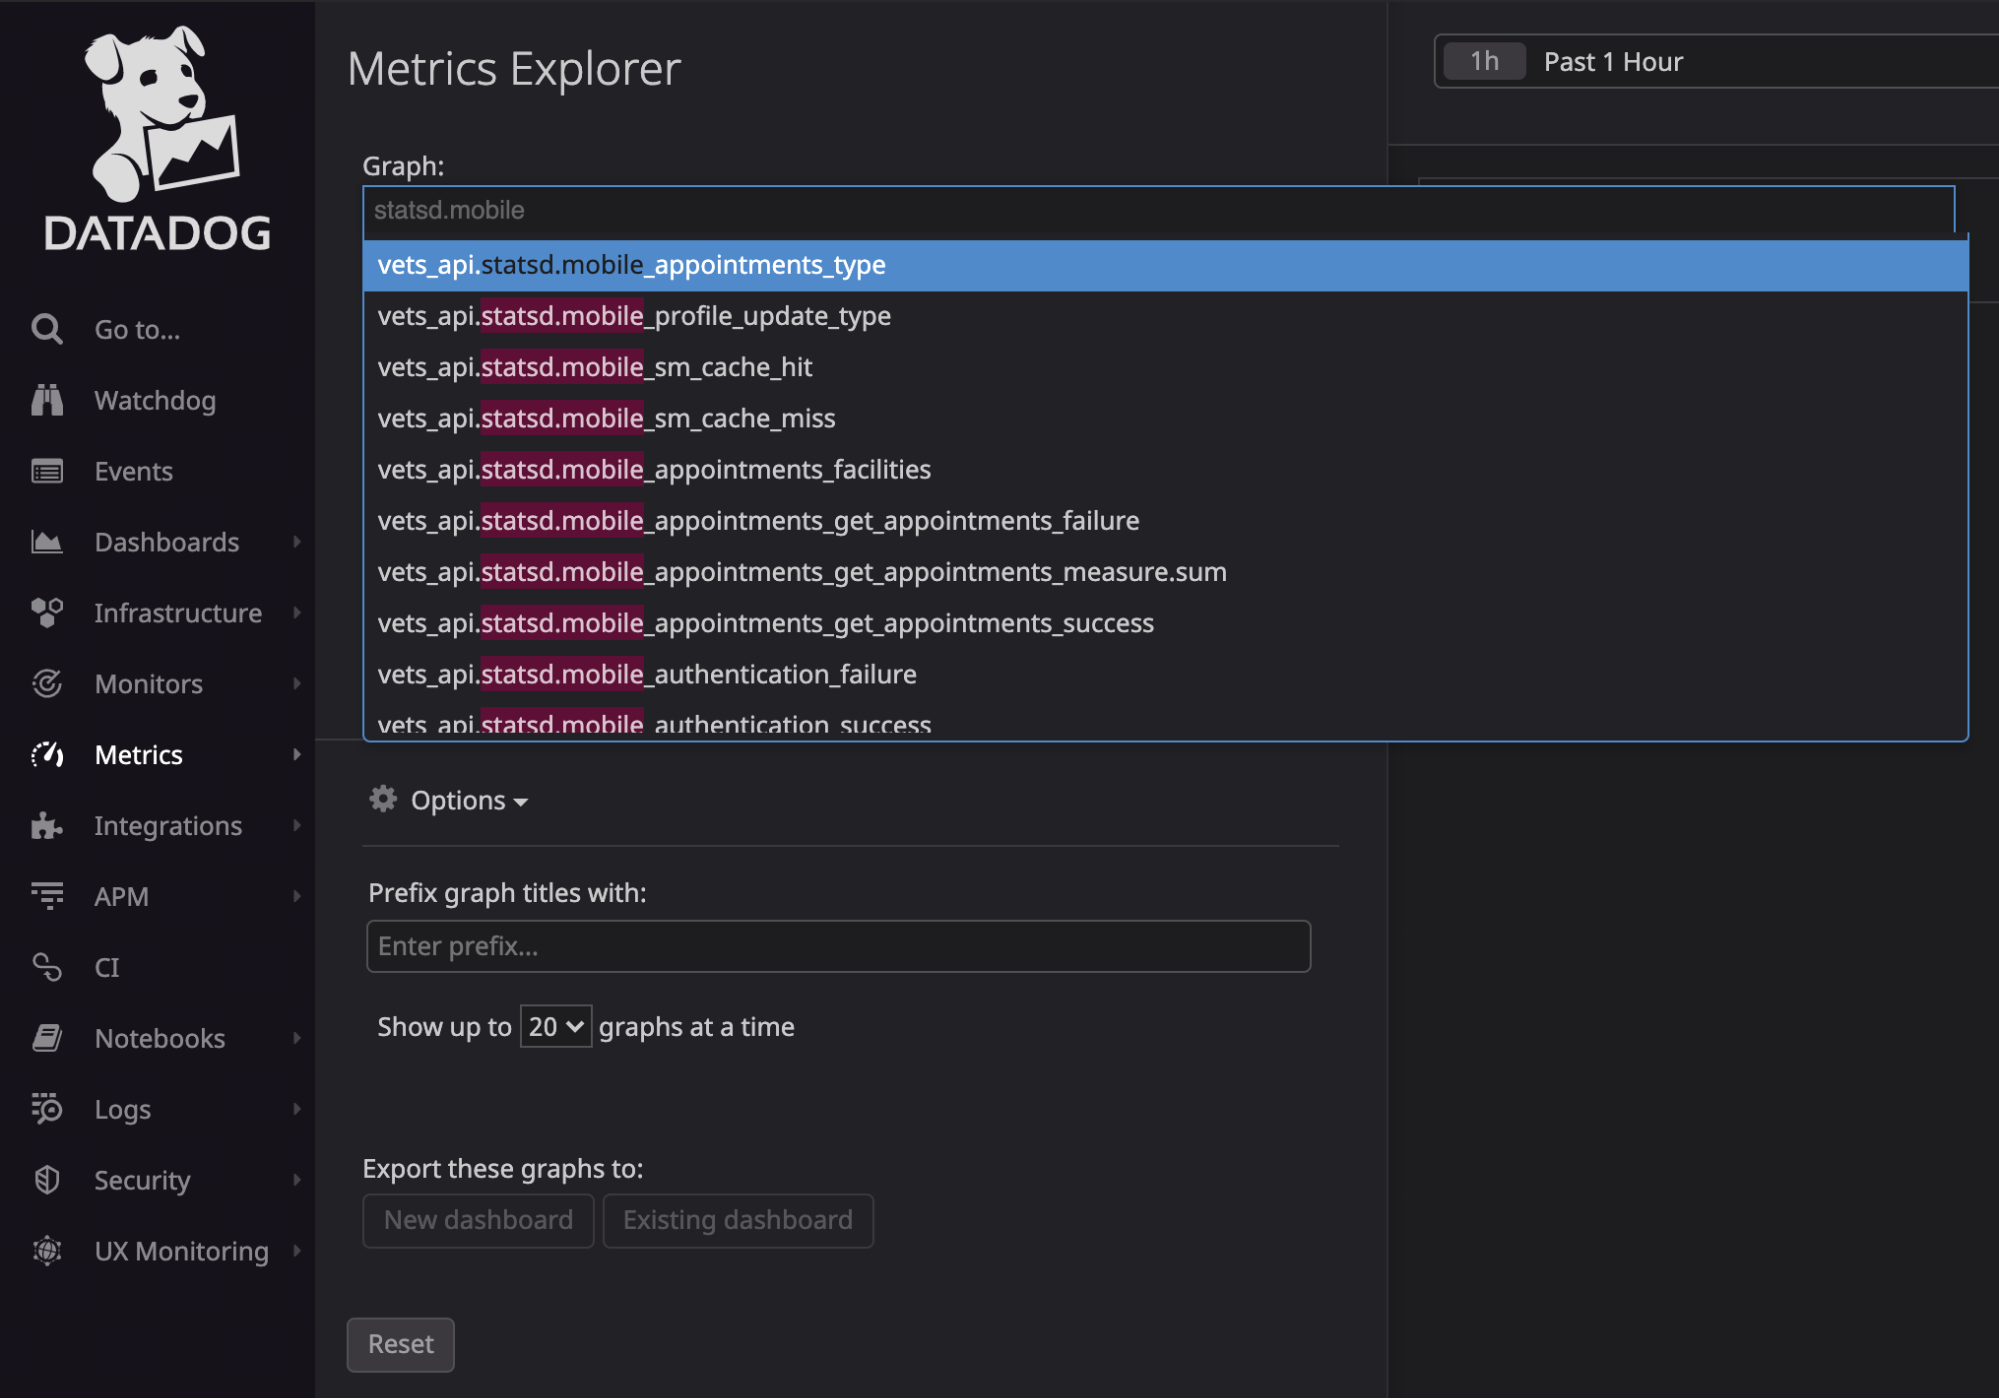 DATADOG
Go to...
Watchdog
Events
Dashboards
Infrastructure
Monitors
Metrics
Integrations
APM
CI
Notebooks
Logs
Security
UX Monitoring
Metrics Explorer
1h Past 1 Hour
Graph:
statsd.mobile
vets_api.statsd.mobile_appointments_type
vets_api.statsd.mobile_profile_update_type
vets_api.statsd.mobile_sm_cache_hit
vets_api.statsd.mobile_sm_cache_miss
vets_api.statsd.mobile_appointments_facilities
vets_api.statsd.mobile_appointments_get_appointments_failure
vets_api.statsd.mobile_appointments_get_appointments_measure.sum
vets_api.statsd.mobile_appointments_get_appointments_success
vets_api.statsd.mobile_authentication_failure
vets_api.statsd.mobile_authentication_success
Options
Prefix graph titles with:
Enter prefix...
Show up to 20 graphs at a time
Export these graphs to:
New dashboard Existing dashboard
Reset